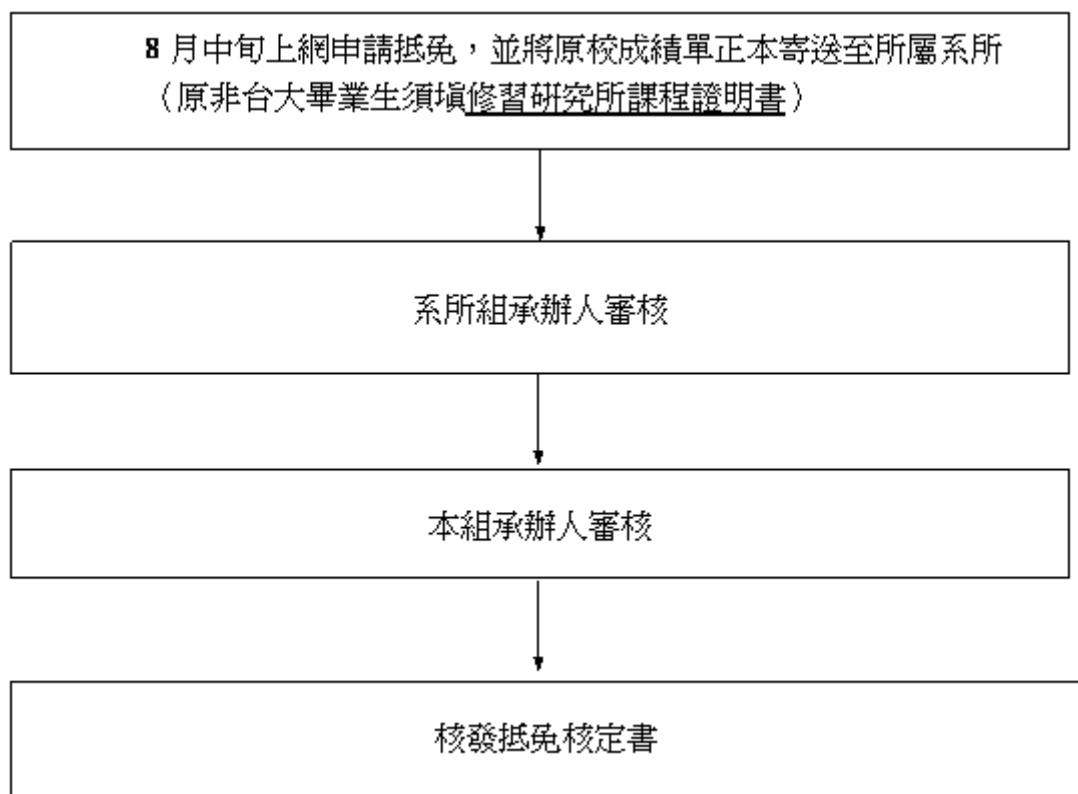 8 月中旬上網申請抵免，並將原校成績單正本寄送至所屬系所
（原非台大畢業生須塡修習研究所課程證明書）
系所組承辦人審核
本組承辦人審核
核發抵免核定書